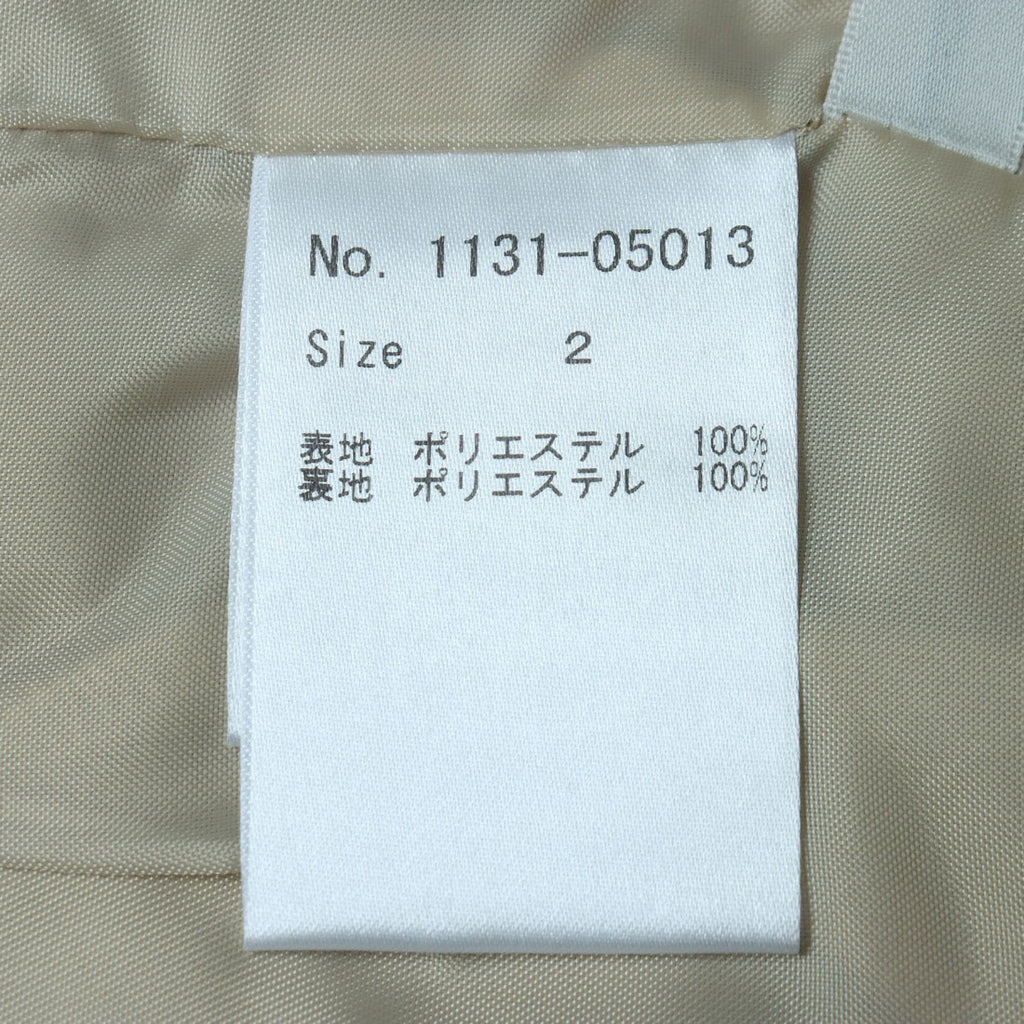 No. 1131-05013
Size 2
表地 ポリエステル 100%
裏地 ポリエステル 100%